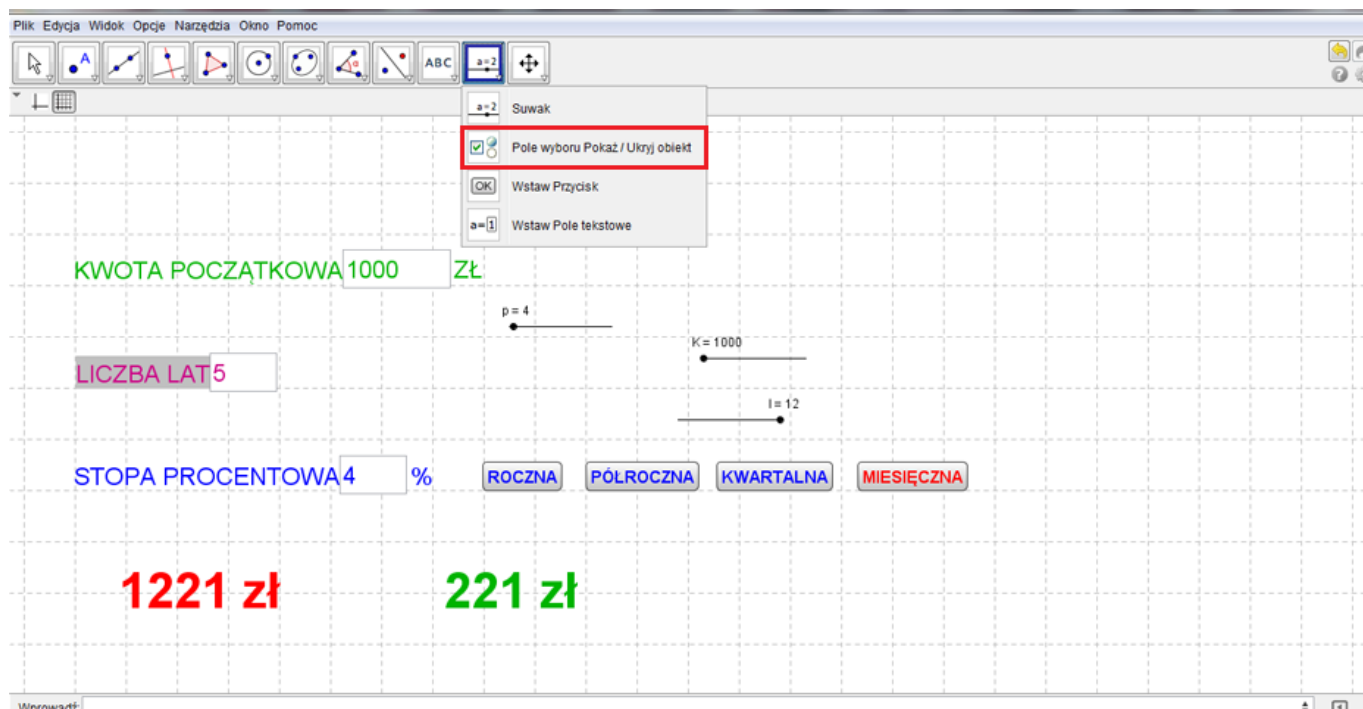 Plik Edycja Widok Opcje Narzędzia Okno Pomoc
A
α
ABC
a=2
a=2 Suwak
Pole wyboru Pokaż / Ukryj obiekt
OK Wstaw Przycisk
a=1 Wstaw Pole tekstowe
KWOTA POCZĄTKOWA 1000 ZŁ
p = 4
K = 1000
LICZBA LAT 5
l = 12
STOPA PROCENTOWA 4 % ROCZNA PÓŁROCZNA KWARTALNA MIESIĘCZNA
1221 zł 221 zł
Wprowadź: